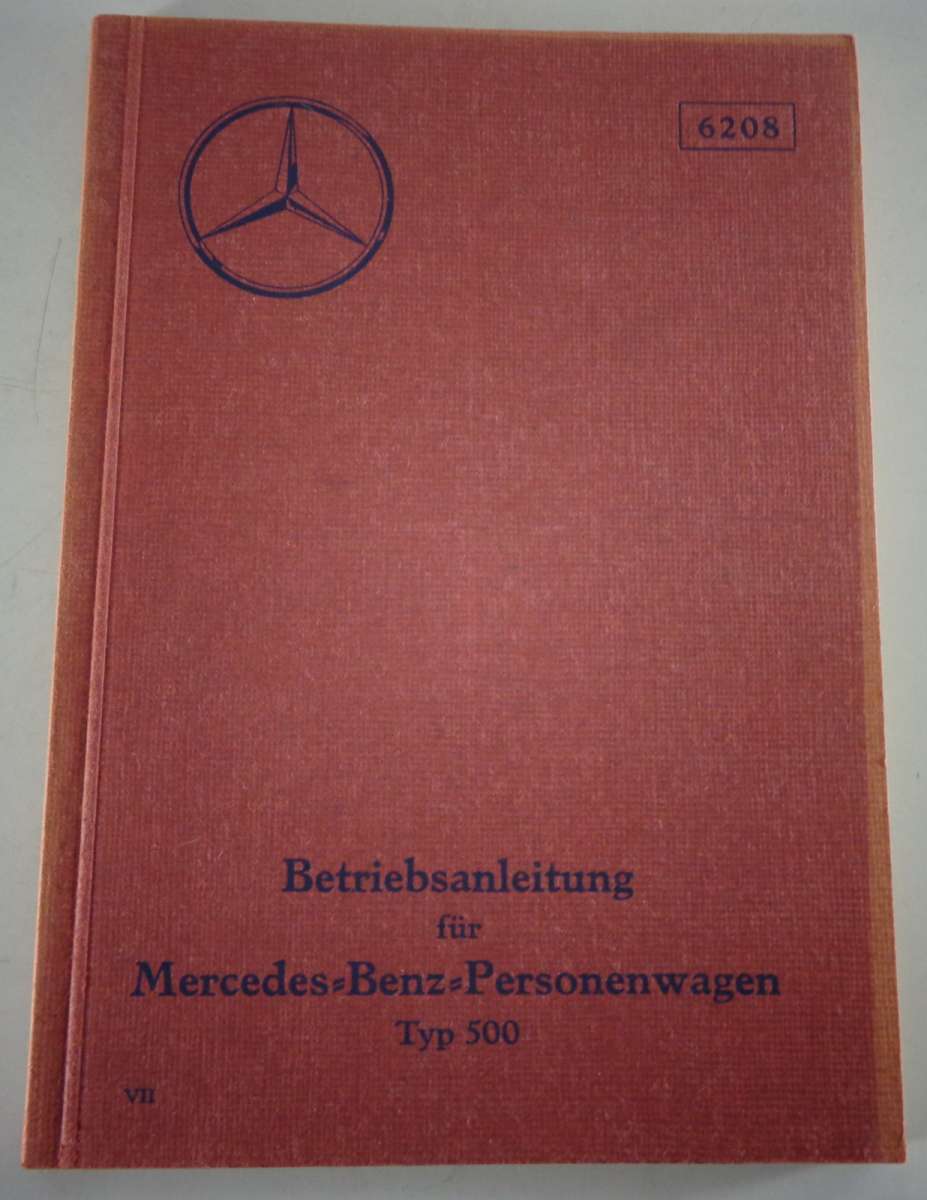 6208
Betriebsanleitung
für
Mercedes=Benz=Personenwagen
Typ 500
VII